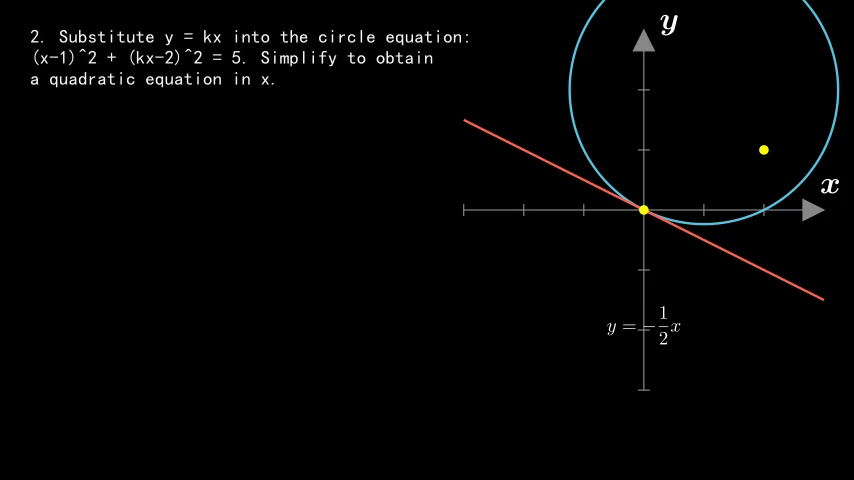 2. Substitute y = kx into the circle equation:
(x-1)^2 + (kx-2)^2 = 5. Simplify to obtain
a quadratic equation in x.
y
x
y = -\frac{1}{2}x